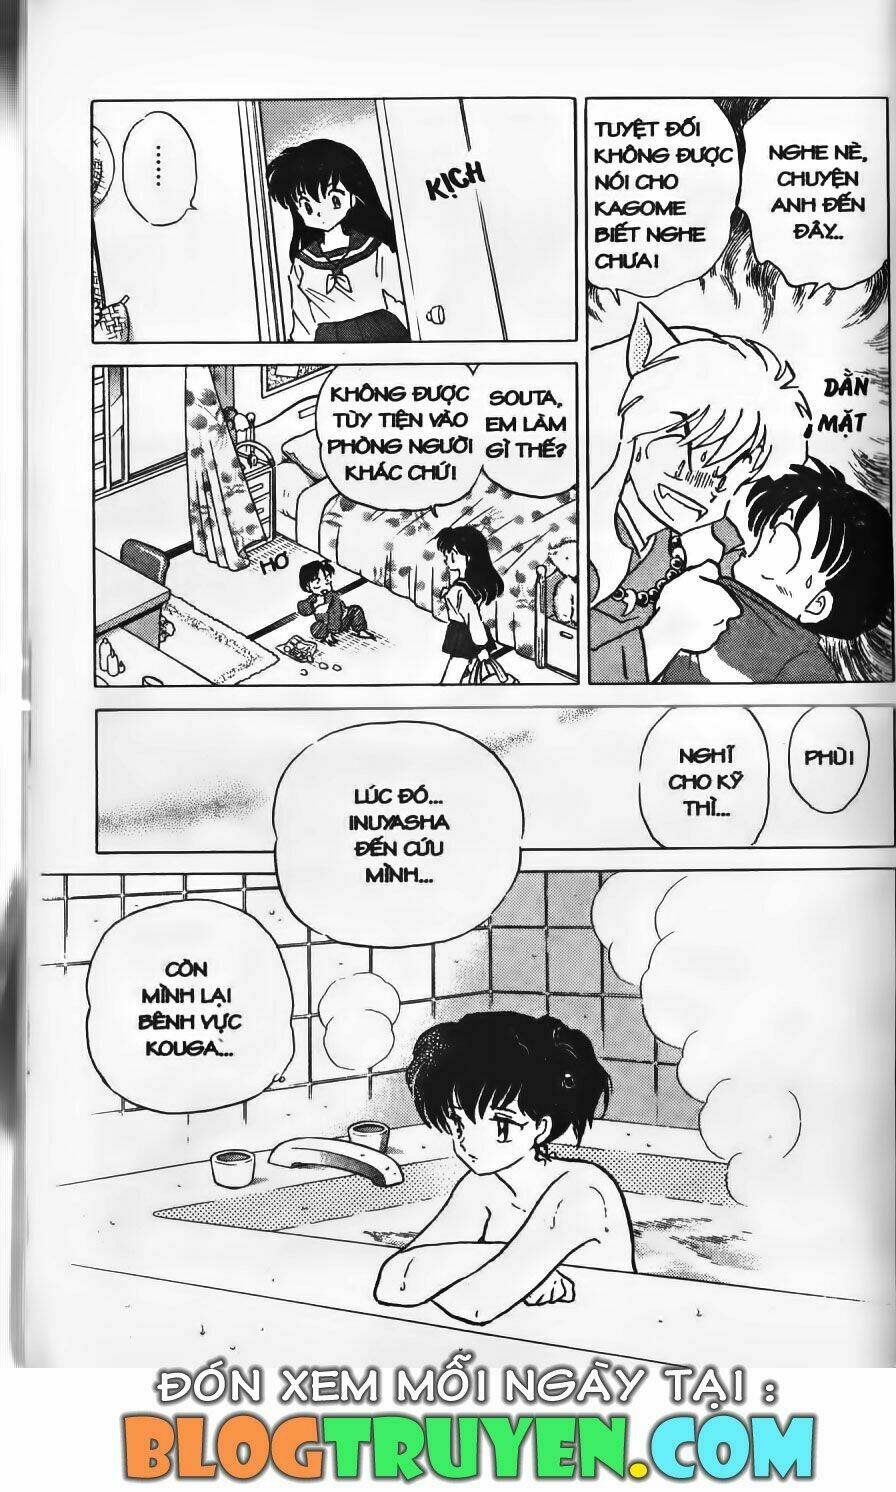 NGHE NÈ,
CHUYỆN
ANH ĐẾN
ĐÂY...
TUYỆT ĐỐI
KHÔNG ĐƯỢC
NÓI CHO
KAGOME
BIẾT NGHE
CHƯA!
DẰN
MẶT
KỊCH
......
SOUTA,
EM LÀM
GÌ THẾ?
KHÔNG ĐƯỢC
TÙY TIỆN VÀO
PHÒNG NGƯỜI
KHÁC CHỨ!
HƠ
PHÙ!
NGHĨ
CHO KỸ
THÌ...
LÚC ĐÓ...
INUYASHA
ĐẾN CỨU
MÌNH...
CÒN
MÌNH LẠI
BÊNH VỰC
KOUGA...
ĐÓN XEM MỖI NGÀY TẠI :
BLOGTRUYEN.COM